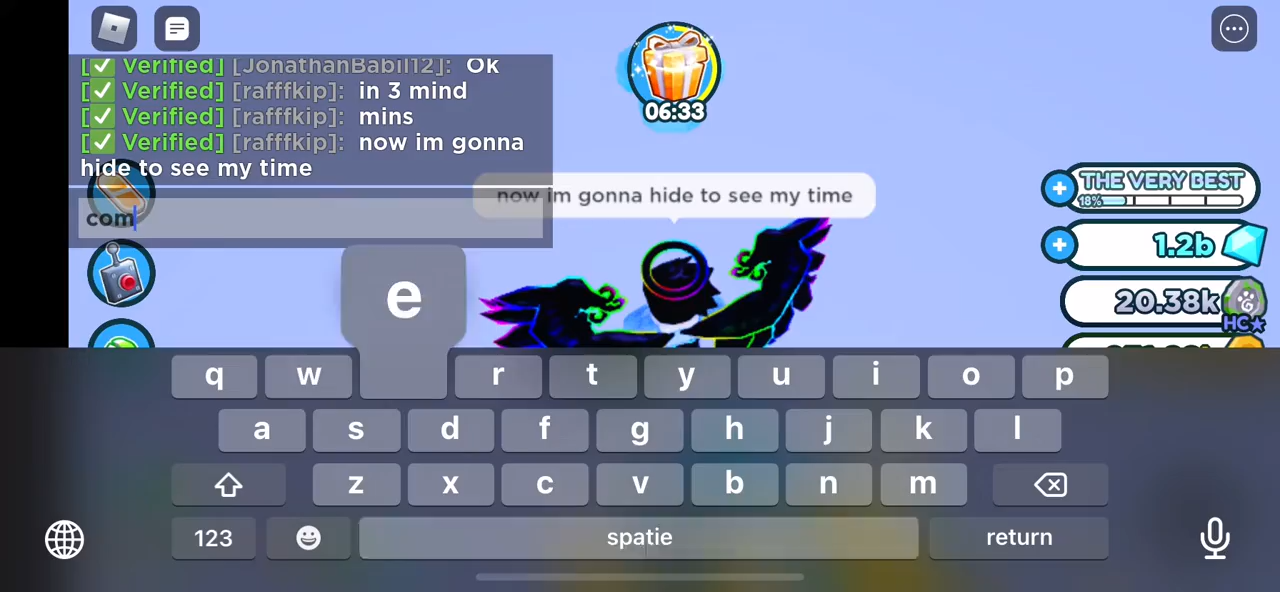 [✅ Verified] [JonathanBabil12]: Ok
[✅ Verified] [rafffkip]: in 3 mind
[✅ Verified] [rafffkip]: mins
[✅ Verified] [rafffkip]: now im gonna
hide to see my time
com
now im gonna hide to see my time
06:33
THE VERY BEST
18%
1.2b
20.38k
HC★
e
q w r t y u i o p
a s d f g h j k l
z x c v b n m
123 spatie return